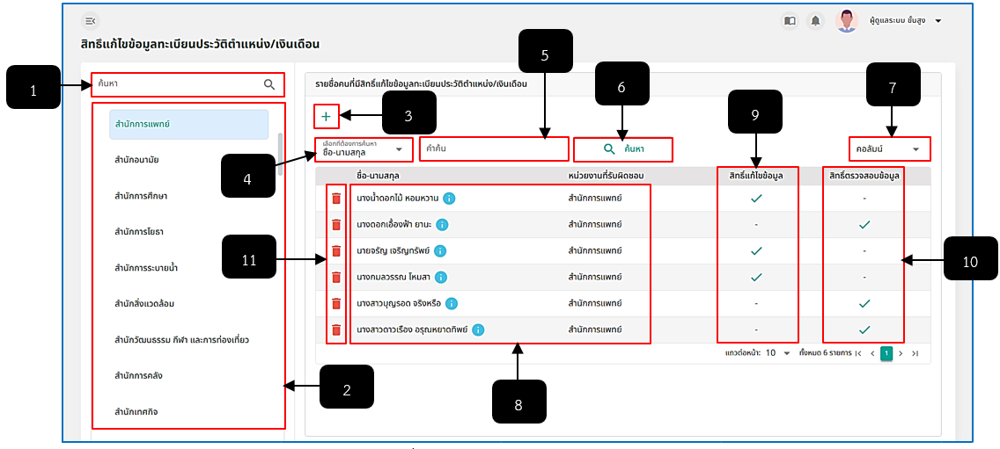 ผู้ดูแลระบบ ขั้นสูง
สิทธิ์แก้ไขข้อมูลทะเบียนประวัติตำแหน่ง/เงินเดือน
1
ค้นหา
สำนักการแพทย์
สำนักอนามัย
สำนักการศึกษา
สำนักการโยธา
สำนักการระบายน้ำ
สำนักสิ่งแวดล้อม
สำนักวัฒนธรรม กีฬา และการท่องเที่ยว
สำนักการคลัง
สำนักเทศกิจ
2
รายชื่อคนที่มีสิทธิ์แก้ไขข้อมูลทะเบียนประวัติตำแหน่ง/เงินเดือน
5
6
7
3
9
4
เลือกที่ต้องการค้นหา
ชื่อ-นามสกุล
คำค้น
ค้นหา
คอลัมน์
ชื่อ-นามสกุล หน่วยงานที่รับผิดชอบ สิทธิ์แก้ไขข้อมูล สิทธิ์ตรวจสอบข้อมูล
นางน้ำดอกไม้ หอมหวาน สำนักการแพทย์ ✓ -
นางดอกเอื้องฟ้า ยานะ สำนักการแพทย์ - ✓
นายจรัญ เจริญทรัพย์ สำนักการแพทย์ ✓ -
นางกมลวรรณ โหมสา สำนักการแพทย์ ✓ -
นางสาวบุญรอด จริงหรือ สำนักการแพทย์ - ✓
นางสาวดาวเรือง อรุณหยาดทิพย์ สำนักการแพทย์ - ✓
11
10
แถวต่อหน้า: 10 ทั้งหมด 6 รายการ 1
8